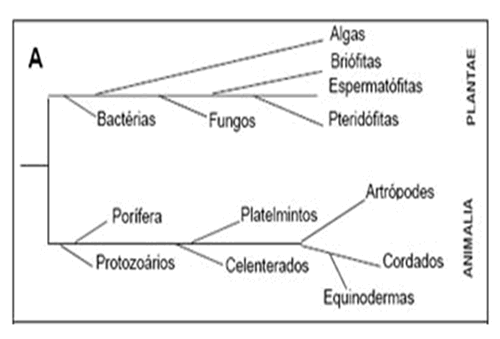 A
Algas
Briófitas
Espermatófitas
Bactérias
Fungos
Pteridófitas
PLANTAE
Artrópodes
Porífera
Platelmintos
Protozoários
Celenterados
Cordados
Equinodermas
ANIMALIA